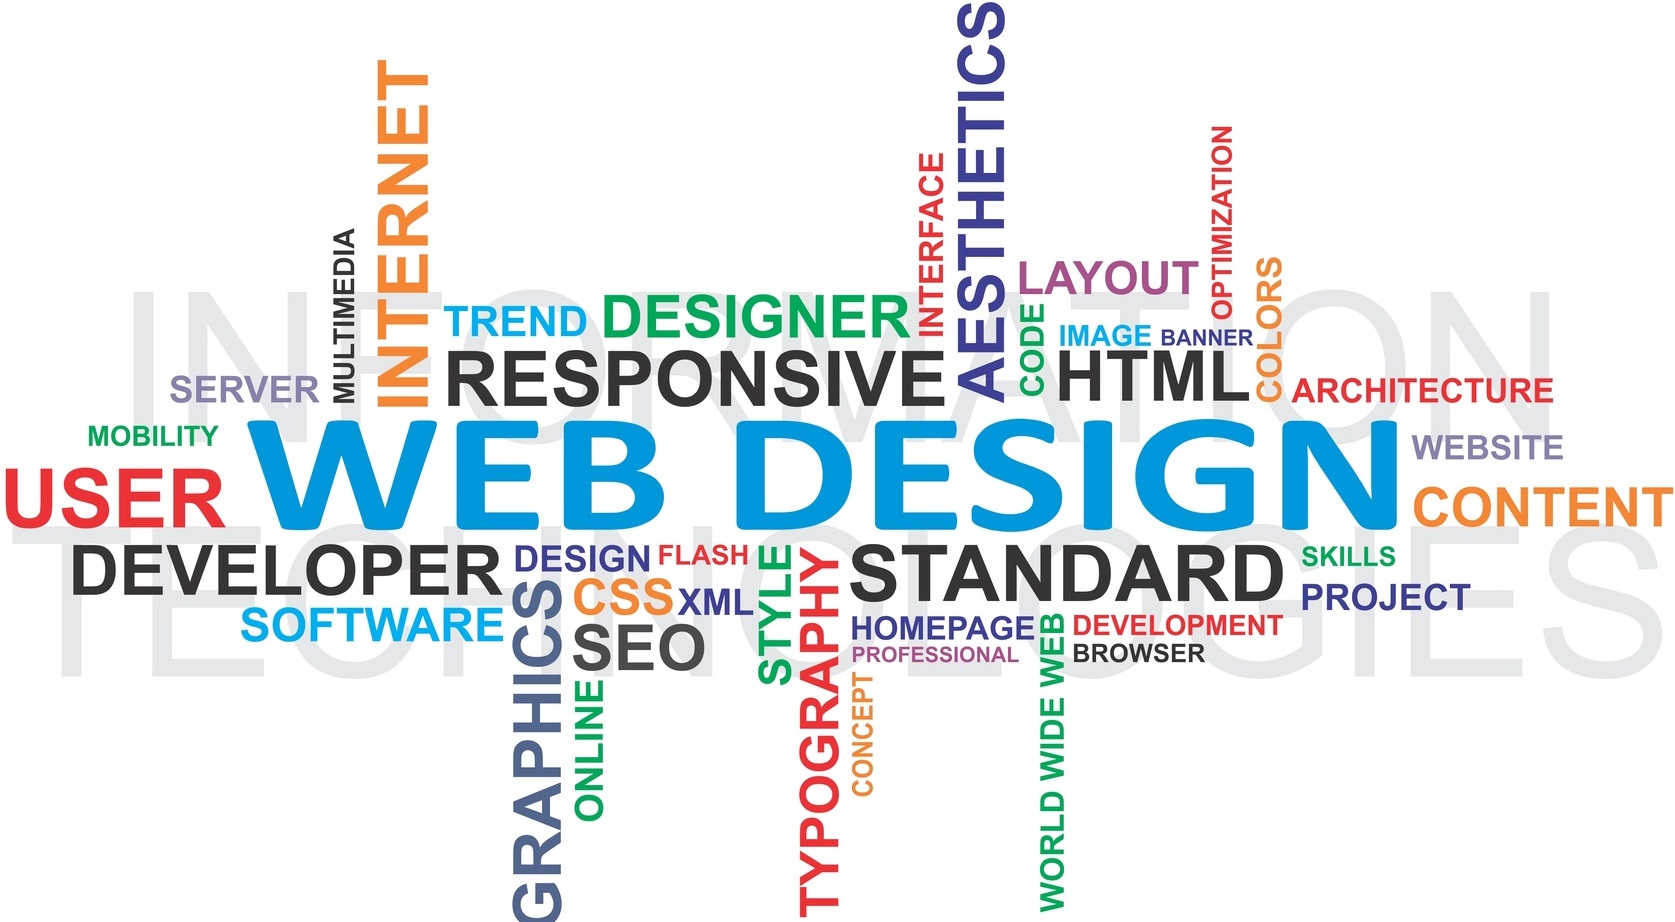 AESTHETICS
INTERNET
OPTIMIZATION
INTERFACE
MULTIMEDIA
LAYOUT
COLORS
INFORMATION
TREND
DESIGNER
CODE
IMAGE
BANNER
SERVER
RESPONSIVE
HTML
ARCHITECTURE
MOBILITY
WEB DESIGN
WEBSITE
USER
CONTENT
TECHNOLOGIES
DEVELOPER
DESIGN
FLASH
STYLE
TYPOGRAPHY
STANDARD
SKILLS
CSS
XML
PROJECT
SOFTWARE
GRAPHICS
SEO
HOMEPAGE
WORLD WIDE WEB
DEVELOPMENT
PROFESSIONAL
BROWSER
ONLINE
CONCEPT